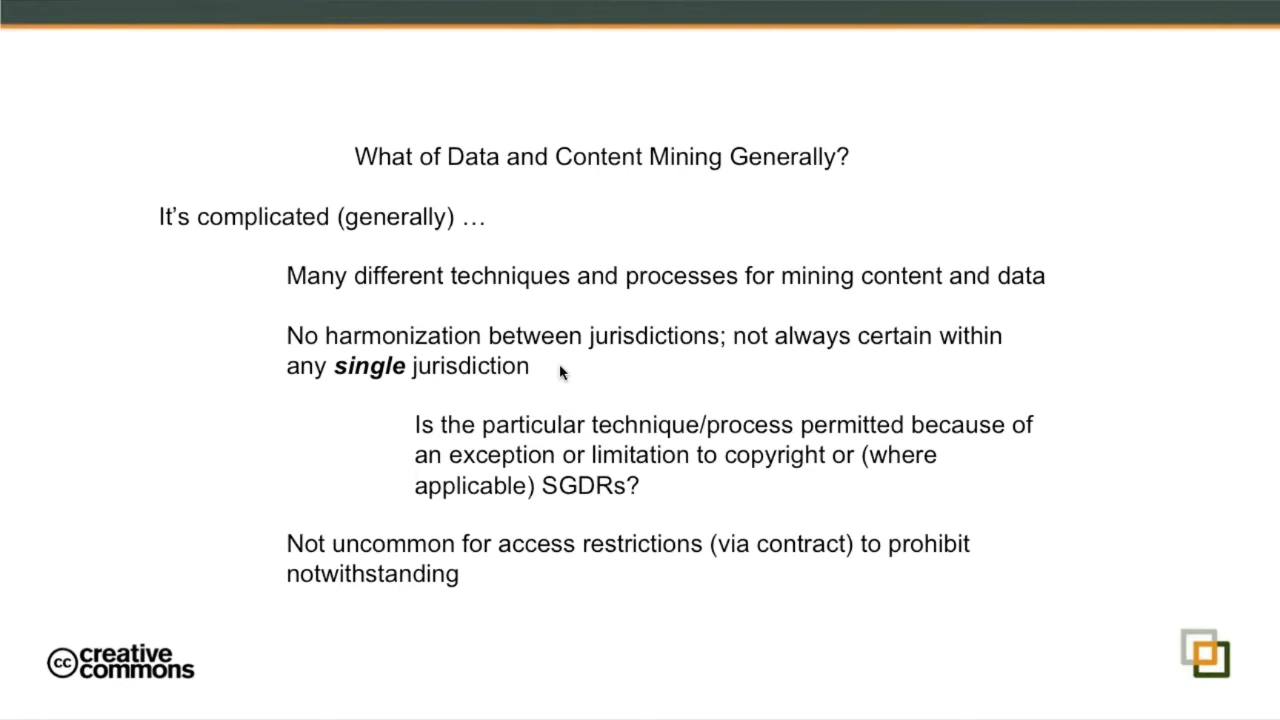 What of Data and Content Mining Generally?
It’s complicated (generally) …
Many different techniques and processes for mining content and data
No harmonization between jurisdictions; not always certain within
any single jurisdiction
Is the particular technique/process permitted because of
an exception or limitation to copyright or (where
applicable) SGDRs?
Not uncommon for access restrictions (via contract) to prohibit
notwithstanding
cc creative
commons